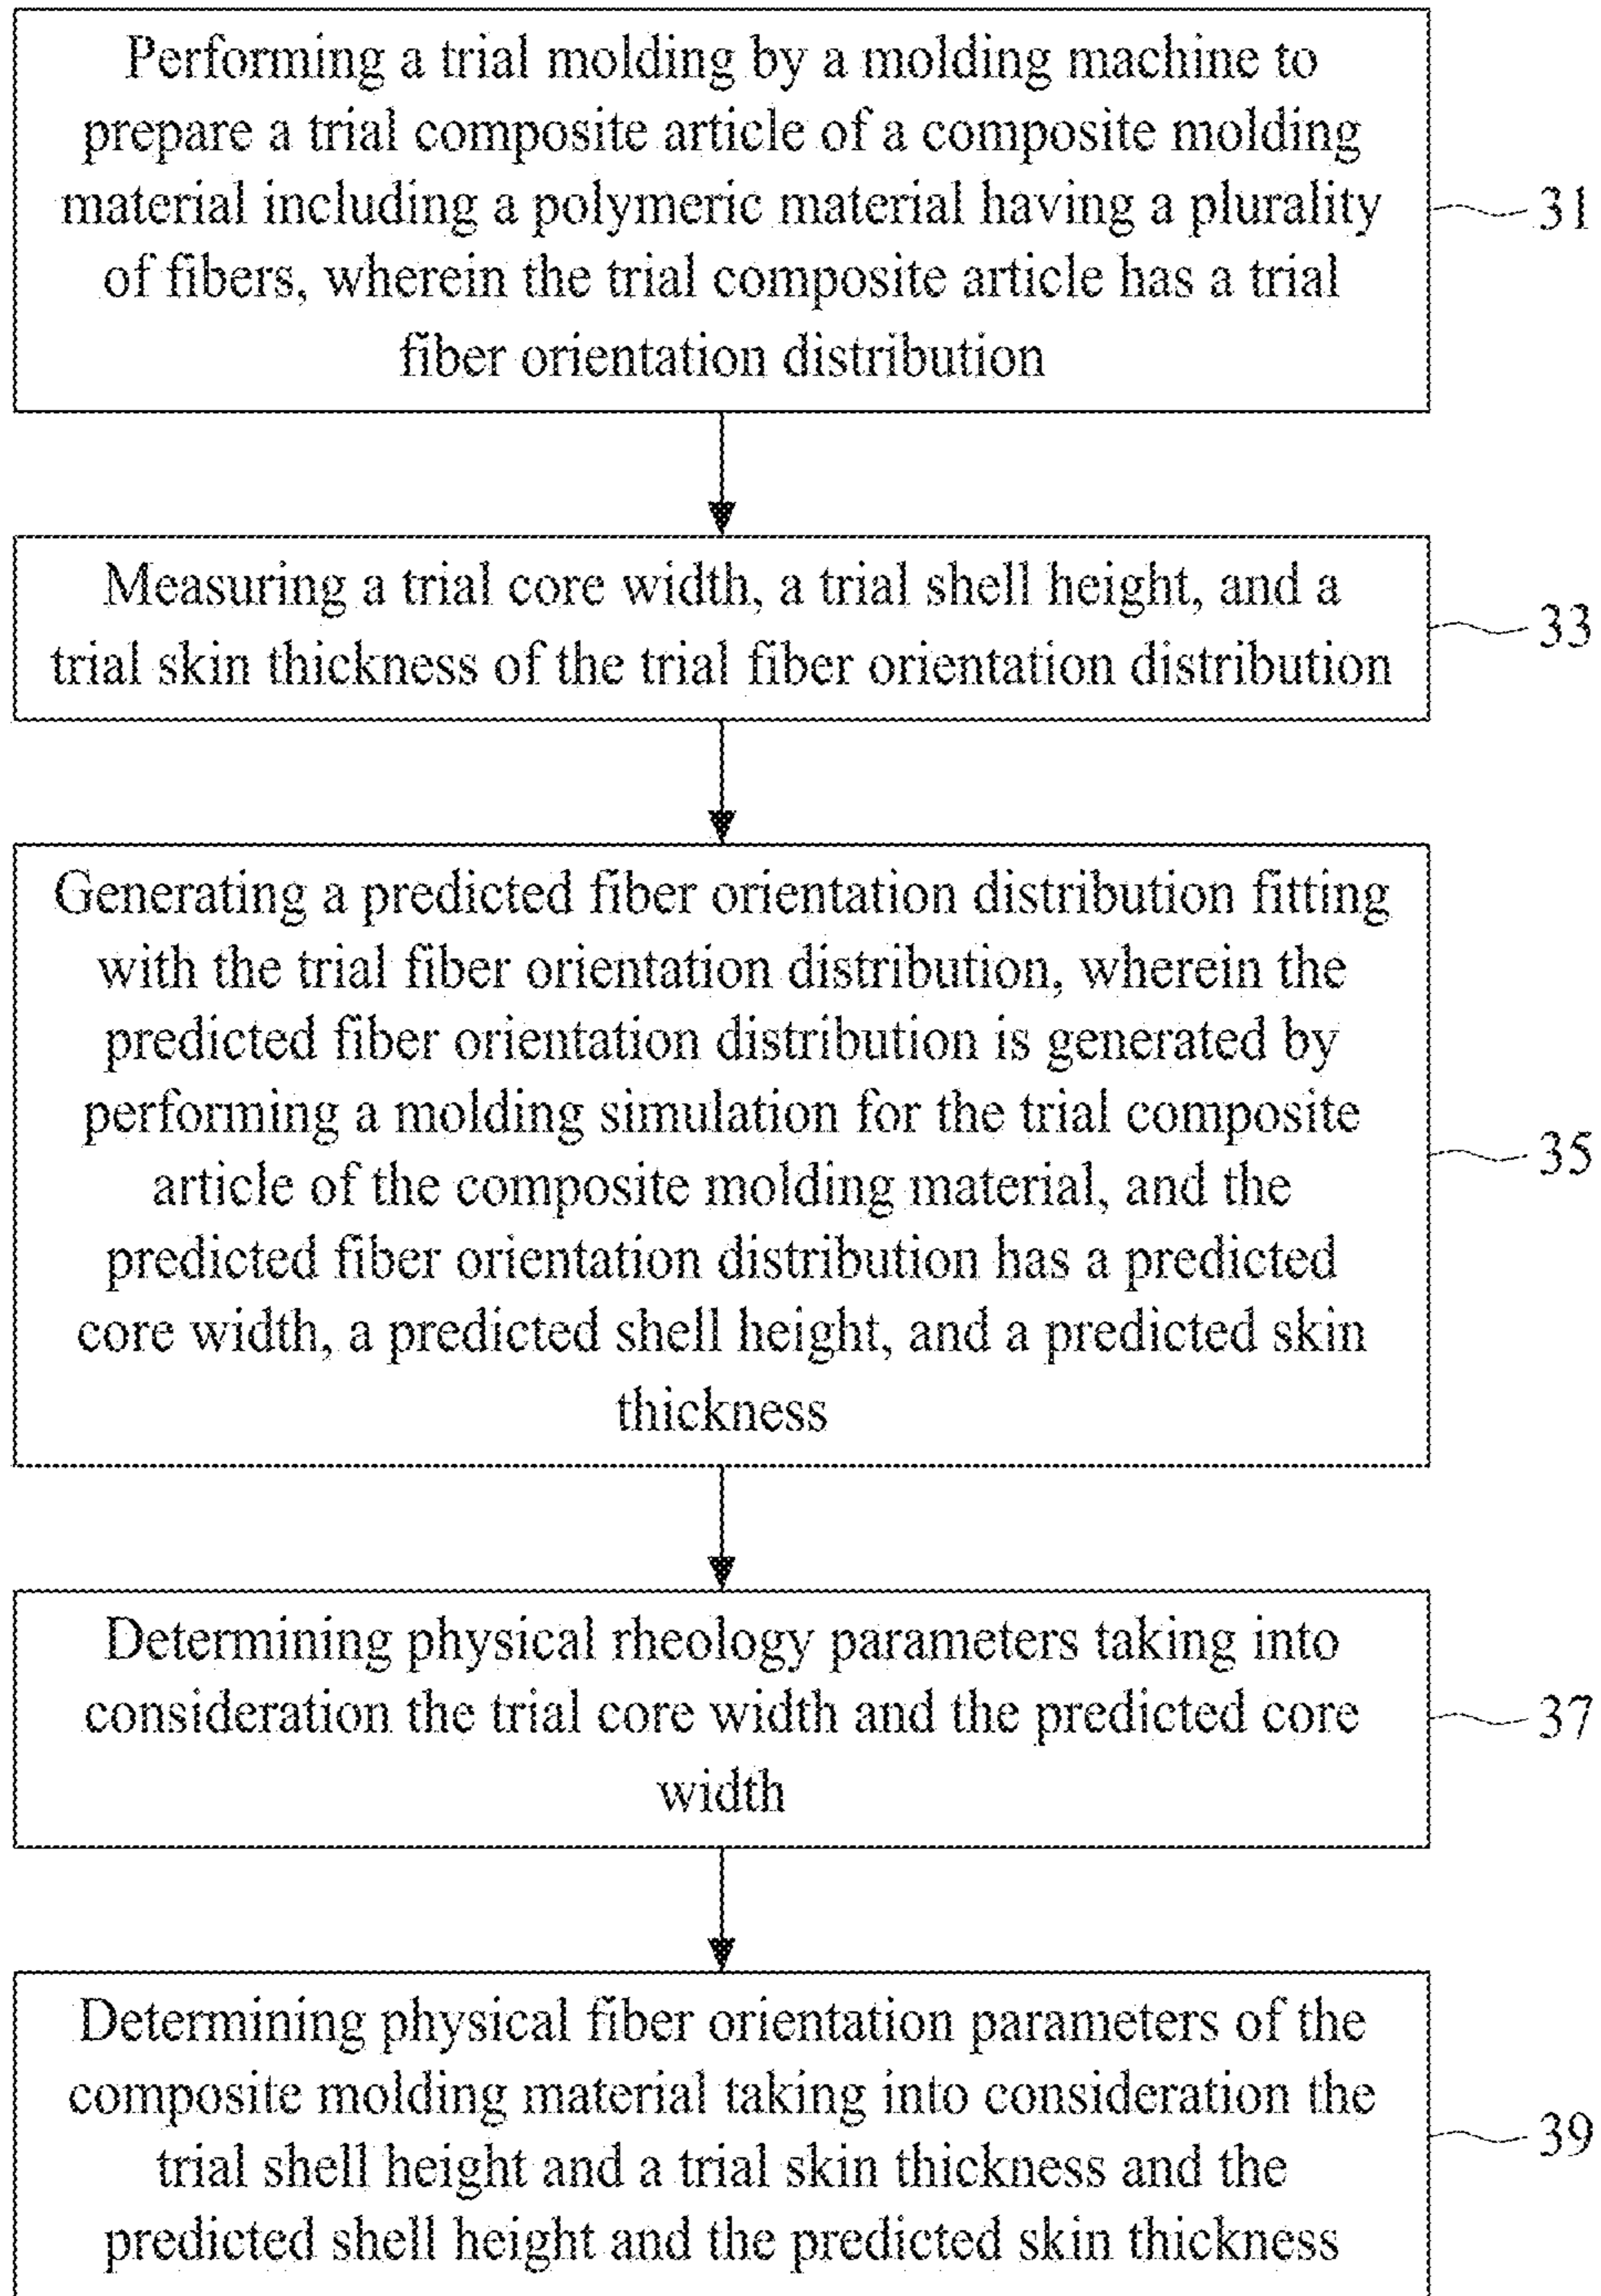 Performing a trial molding by a molding machine to
prepare a trial composite article of a composite molding
material including a polymeric material having a plurality
of fibers, wherein the trial composite article has a trial
fiber orientation distribution
31
Measuring a trial core width, a trial shell height, and a
trial skin thickness of the trial fiber orientation distribution
33
Generating a predicted fiber orientation distribution fitting
with the trial fiber orientation distribution, wherein the
predicted fiber orientation distribution is generated by
performing a molding simulation for the trial composite
article of the composite molding material, and the
predicted fiber orientation distribution has a predicted
core width, a predicted shell height, and a predicted skin
thickness
35
Determining physical rheology parameters taking into
consideration the trial core width and the predicted core
width
37
Determining physical fiber orientation parameters of the
composite molding material taking into consideration the
trial shell height and a trial skin thickness and the
predicted shell height and the predicted skin thickness
39